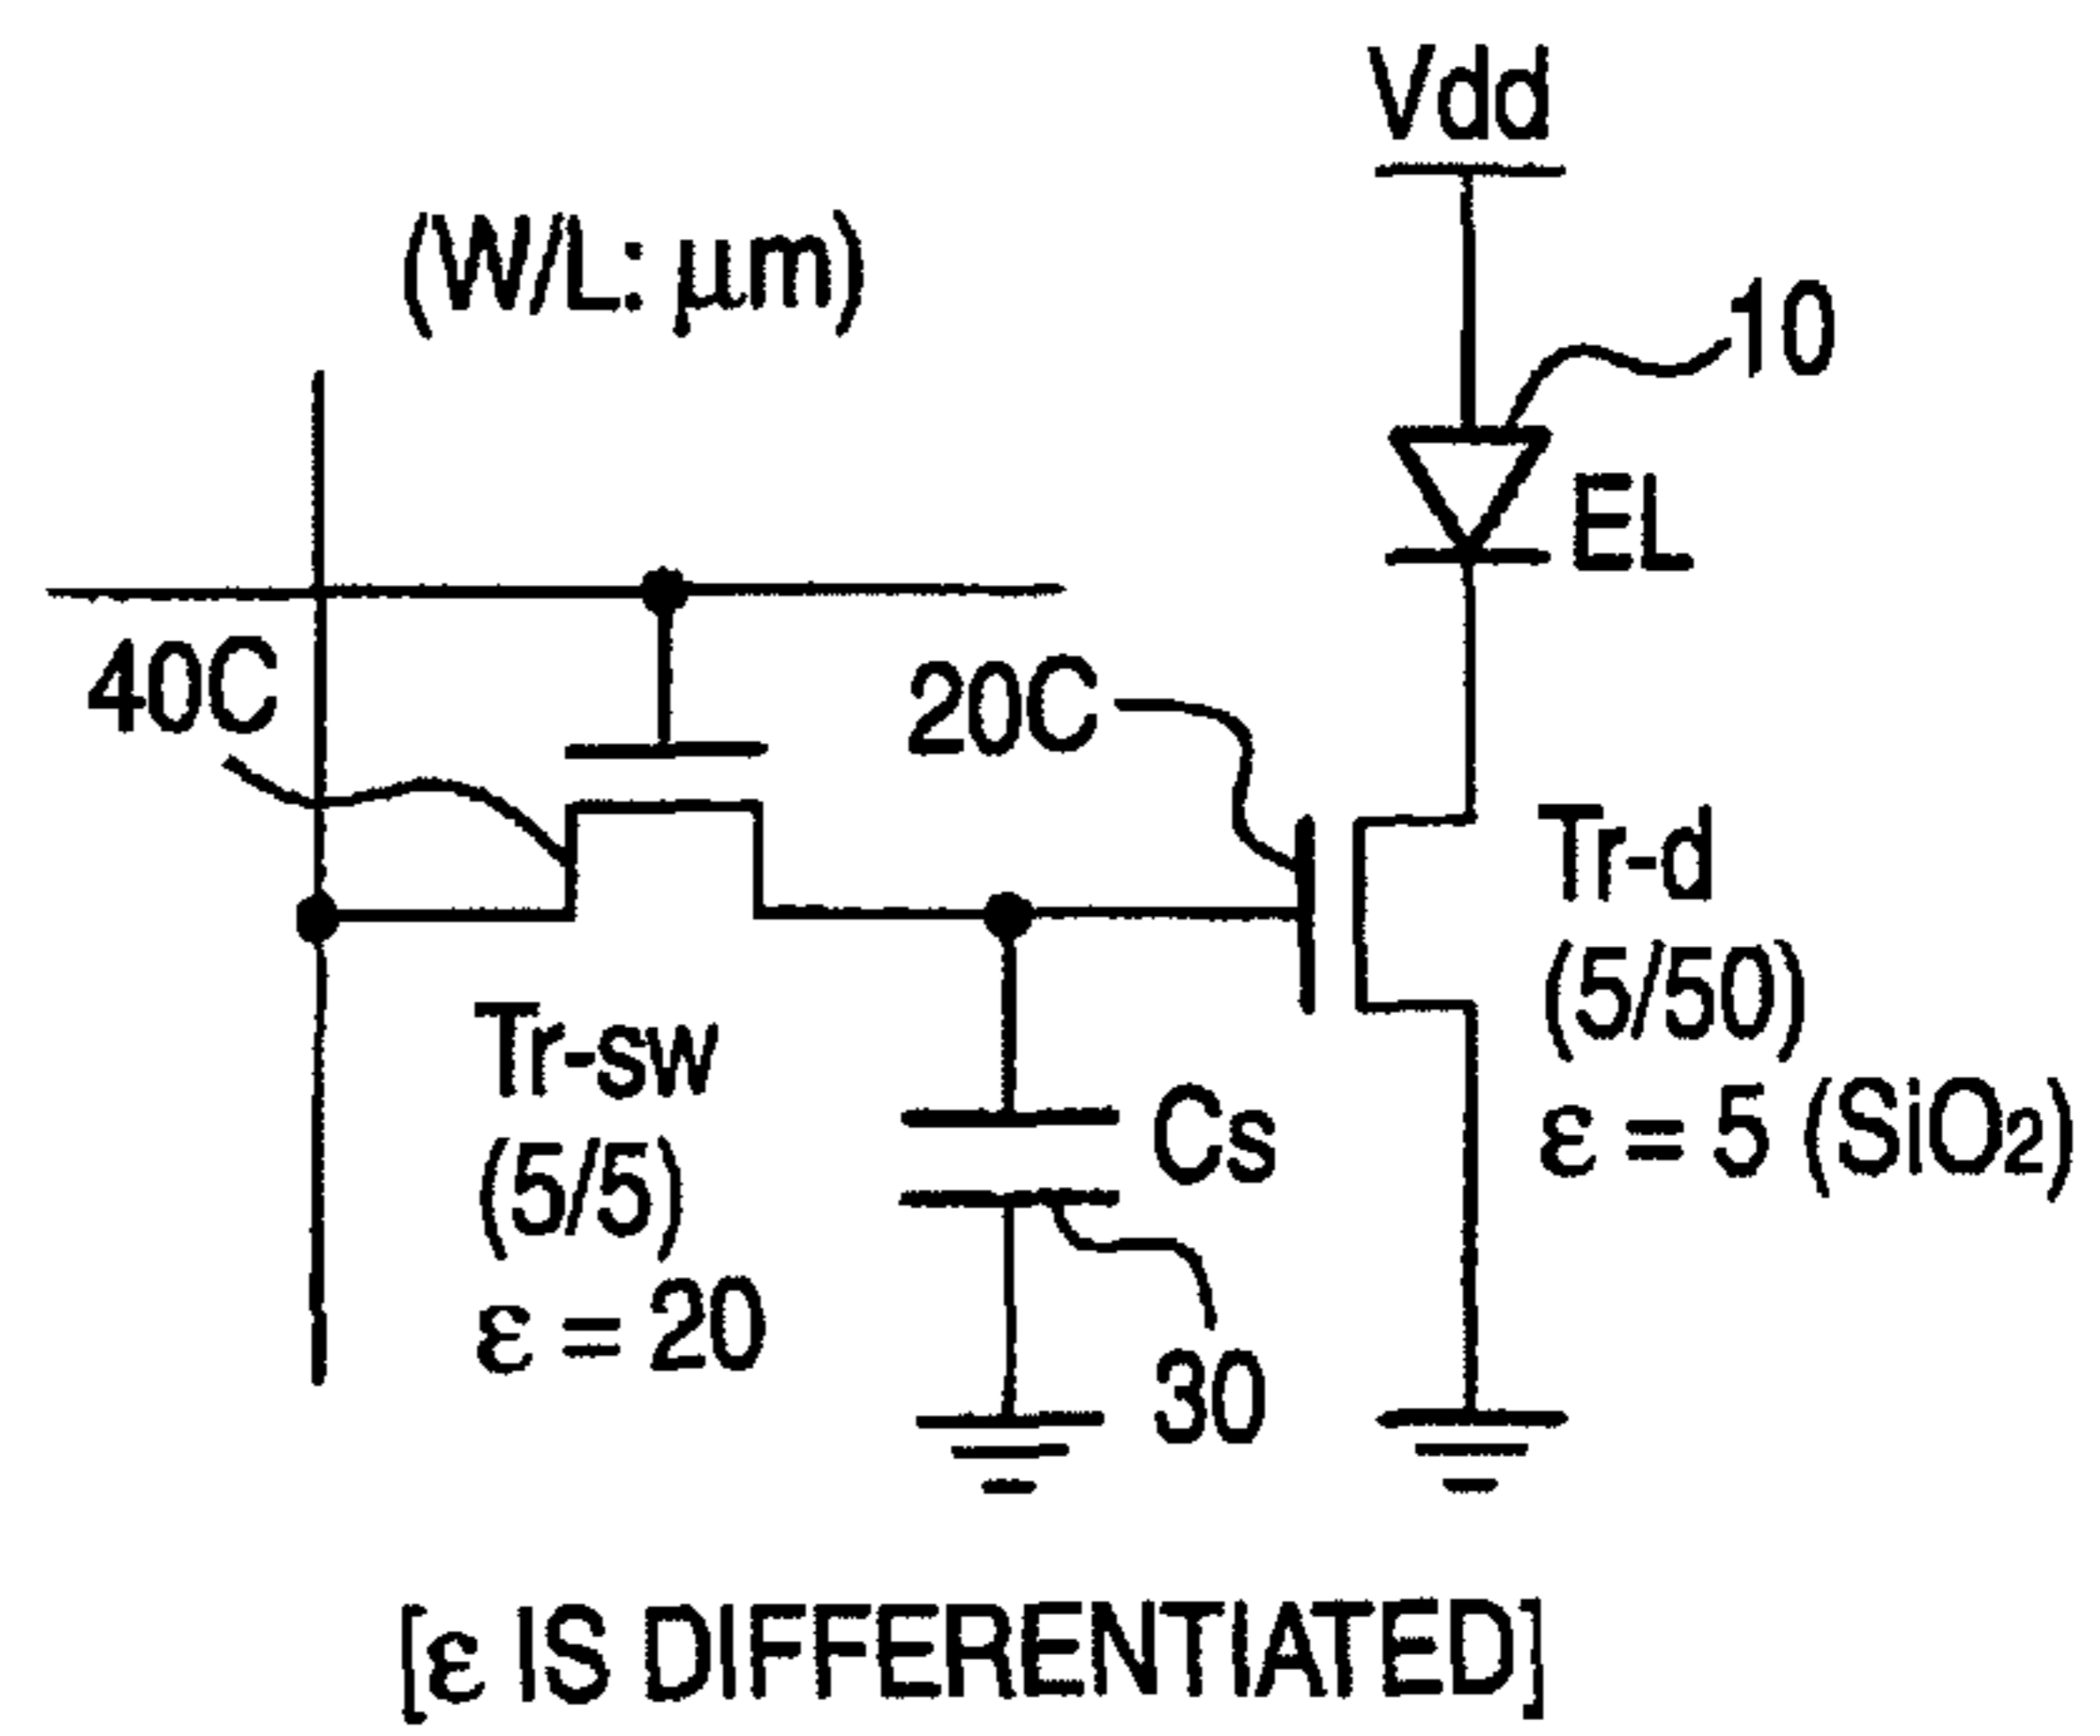 Vdd
(W/L: μm)
10
EL
40C
20C
Tr-d
(5/50)
ε = 5 (SiO2)
Tr-sw
(5/5)
ε = 20
Cs
30
[ε IS DIFFERENTIATED]